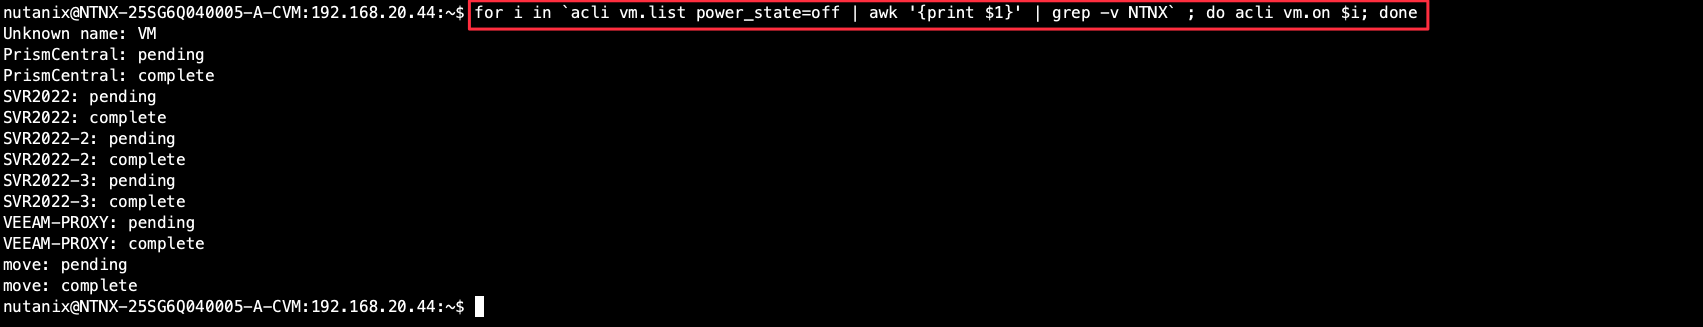 nutanix@NTNX-25SG6Q040005-A-CVM:192.168.20.44:~$ for i in `acli vm.list power_state=off | awk '{print $1}' | grep -v NTNX` ; do acli vm.on $i; done
Unknown name: VM
PrismCentral: pending
PrismCentral: complete
SVR2022: pending
SVR2022: complete
SVR2022-2: pending
SVR2022-2: complete
SVR2022-3: pending
SVR2022-3: complete
VEEAM-PROXY: pending
VEEAM-PROXY: complete
move: pending
move: complete
nutanix@NTNX-25SG6Q040005-A-CVM:192.168.20.44:~$